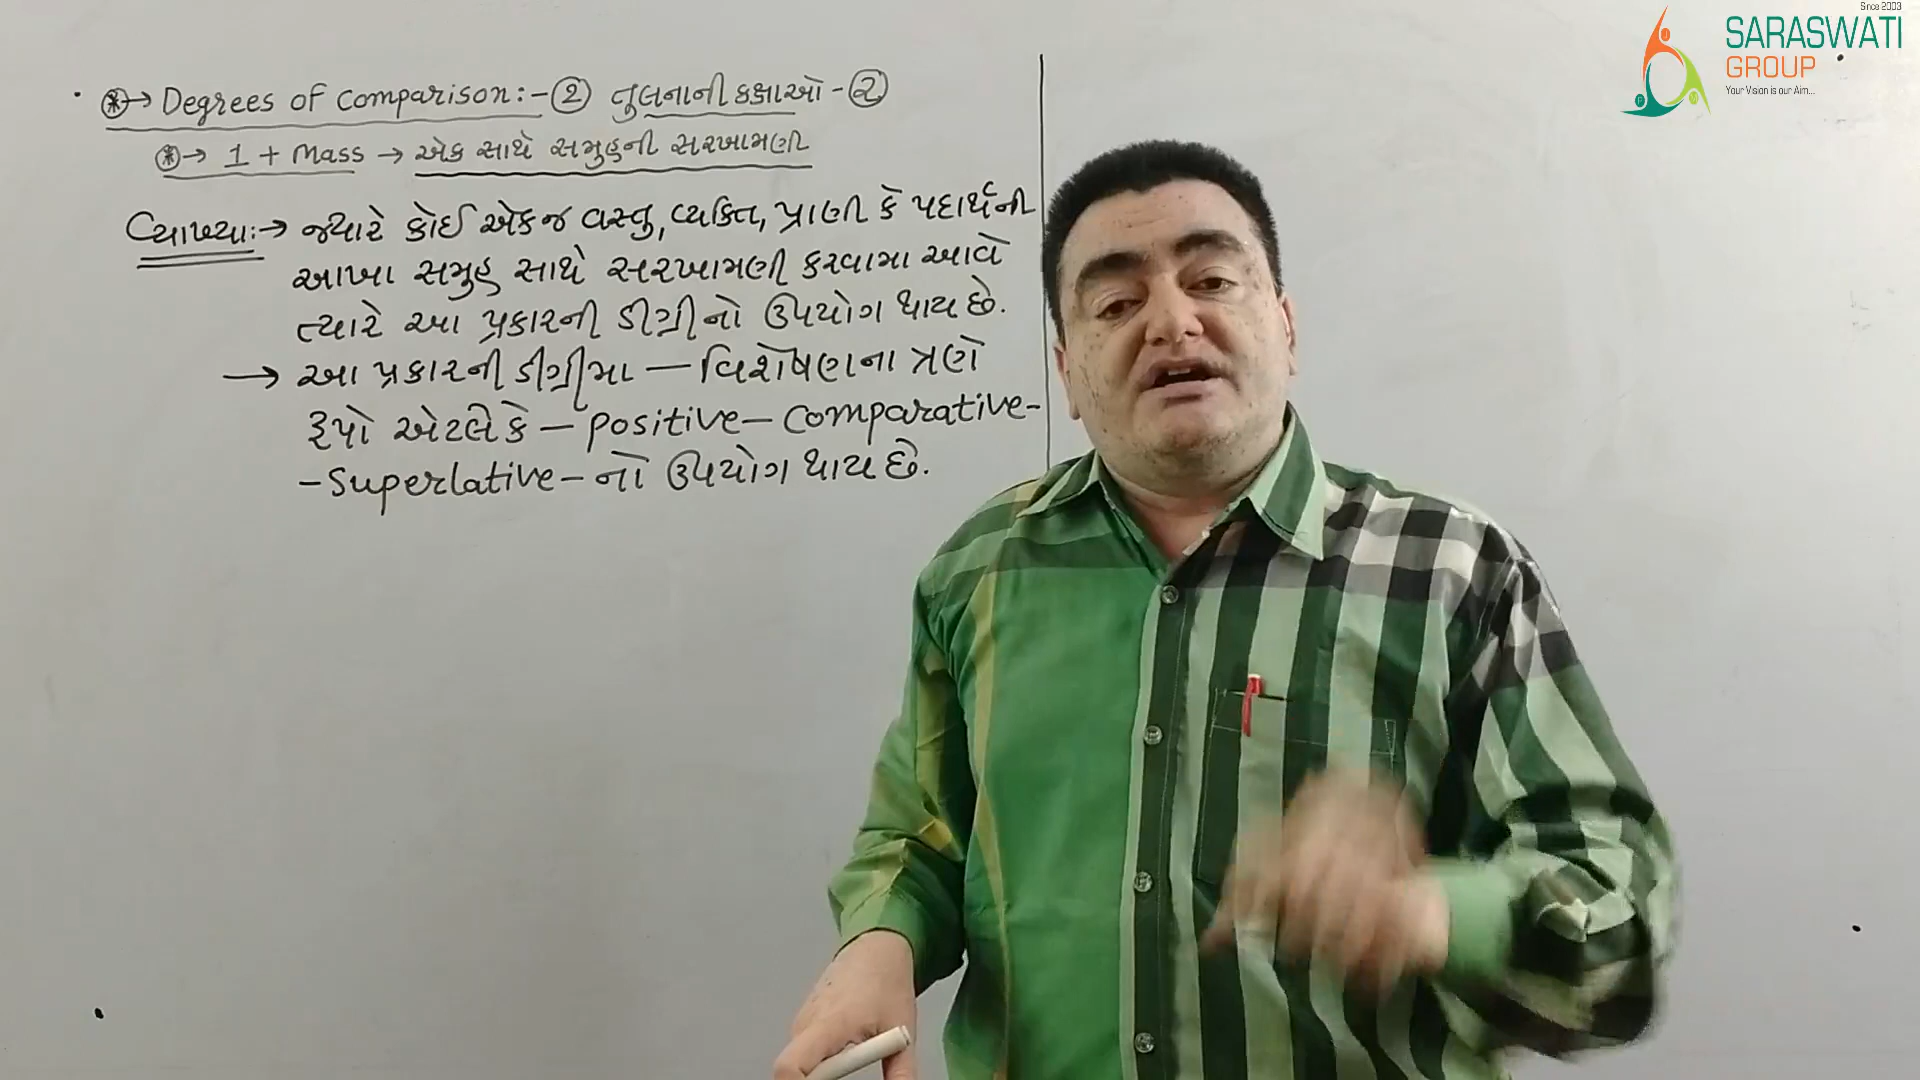 *→ Degrees of comparison:-② તુલનાની કક્ષાઓ-②
*→ 1 + Mass → એક સાથે સમુહની સરખામણી
વ્યાખ્યા:→ જ્યારે કોઈ એકજ વસ્તુ, વ્યક્તિ, પ્રાણી કે પદાર્થની
આખા સમુહ સાથે સરખામણી કરવામા આવે
ત્યારે આ પ્રકારની ડીગ્રીનો ઉપયોગ થાય છે.
→ આ પ્રકારની ડીગ્રીમા — વિશેષણના ત્રણે
રૂપો એટલે કે — positive — comparative -
- superlative - નો ઉપયોગ થાય છે.
Since 2003
SARASWATI
GROUP
Your Vision is our Aim...